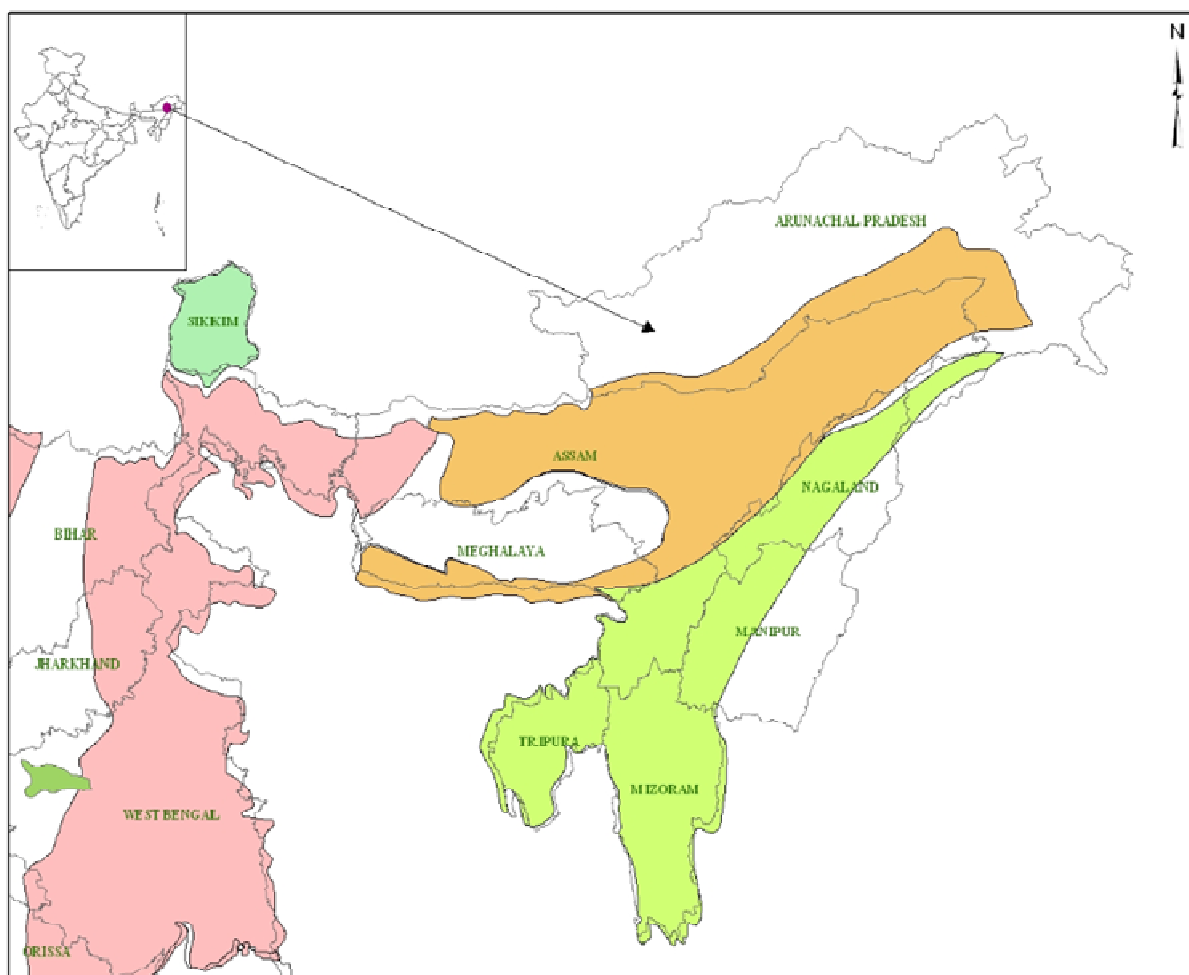 N
ARUNACHAL PRADESH
SIKKIM
ASSAM
NAGALAND
BIHAR
MEGHALAYA
MANIPUR
JHARKHAND
TRIPURA
MIZORAM
WEST BENGAL
ORISSA